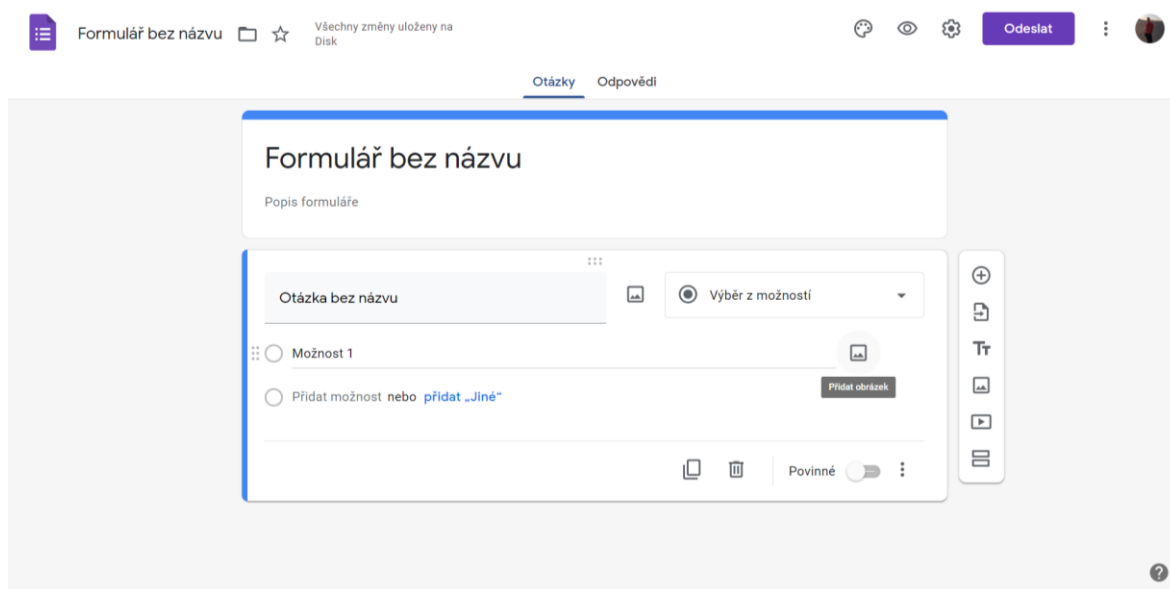 Formulář bez názvu
Všechny změny uloženy na
Disk
Odeslat
Otázky Odpovědi
Formulář bez názvu
Popis formuláře
Otázka bez názvu
Výběr z možností
Možnost 1
Přidat obrázek
Přidat možnost nebo přidat „Jiné“
Povinné